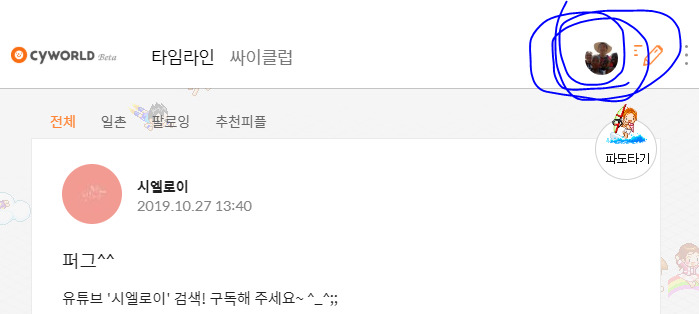 CYWORLD Beta 타임라인 싸이클럽
전체 일촌 팔로잉 추천피플
파도타기
시엘로이
2019.10.27 13:40
퍼그^^
유튜브 '시엘로이' 검색! 구독해 주세요~ ^_^;;